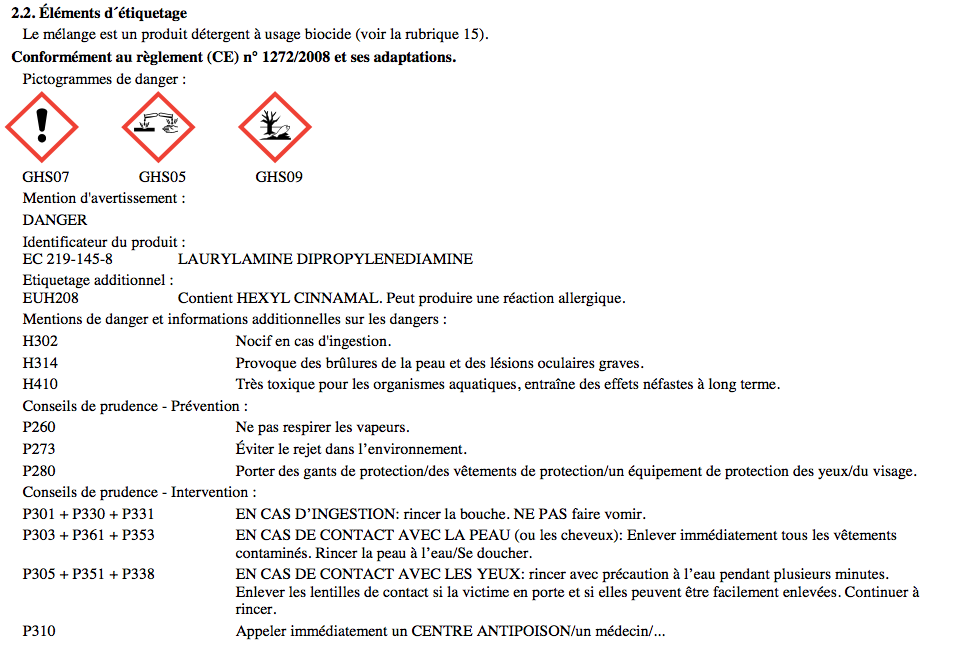 2.2. Éléments d´étiquetage
Le mélange est un produit détergent à usage biocide (voir la rubrique 15).
Conformément au règlement (CE) n° 1272/2008 et ses adaptations.
Pictogrammes de danger :
GHS07 GHS05 GHS09
Mention d'avertissement :
DANGER
Identificateur du produit :
EC 219-145-8 LAURYLAMINE DIPROPYLENEDIAMINE
Etiquetage additionnel :
EUH208 Contient HEXYL CINNAMAL. Peut produire une réaction allergique.
Mentions de danger et informations additionnelles sur les dangers :
H302 Nocif en cas d'ingestion.
H314 Provoque des brûlures de la peau et des lésions oculaires graves.
H410 Très toxique pour les organismes aquatiques, entraîne des effets néfastes à long terme.
Conseils de prudence - Prévention :
P260 Ne pas respirer les vapeurs.
P273 Éviter le rejet dans l’environnement.
P280 Porter des gants de protection/des vêtements de protection/un équipement de protection des yeux/du visage.
Conseils de prudence - Intervention :
P301 + P330 + P331 EN CAS D’INGESTION: rincer la bouche. NE PAS faire vomir.
P303 + P361 + P353 EN CAS DE CONTACT AVEC LA PEAU (ou les cheveux): Enlever immédiatement tous les vêtements
contaminés. Rincer la peau à l’eau/Se doucher.
P305 + P351 + P338 EN CAS DE CONTACT AVEC LES YEUX: rincer avec précaution à l’eau pendant plusieurs minutes.
Enlever les lentilles de contact si la victime en porte et si elles peuvent être facilement enlevées. Continuer à
rincer.
P310 Appeler immédiatement un CENTRE ANTIPOISON/un médecin/...